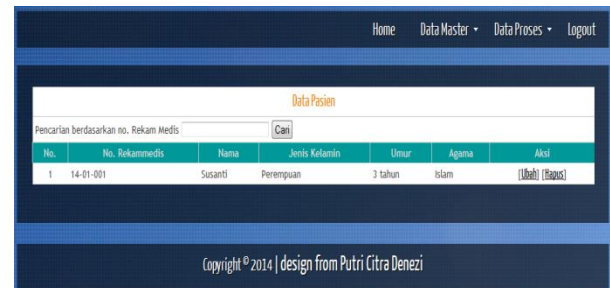 Home Data Master ▾ Data Proses ▾ Logout
Data Pasien
Pencarian berdasarkan no. Rekam Medis Cari
No. No. Rekammedis Nama Jenis Kelamin Umur Agama Aksi
1 14-01-001 Susanti Perempuan 3 tahun Islam [Ubah] [Hapus]
Copyright © 2014 | design from Putri Citra Denezi